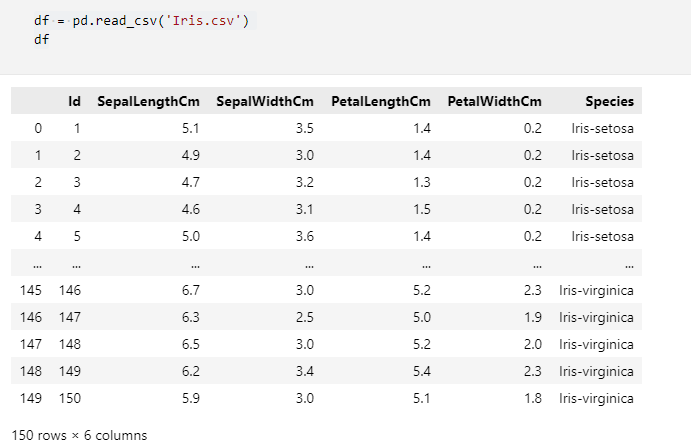 df = pd.read_csv('Iris.csv')
df
Id SepalLengthCm SepalWidthCm PetalLengthCm PetalWidthCm Species
0 1 5.1 3.5 1.4 0.2 Iris-setosa
1 2 4.9 3.0 1.4 0.2 Iris-setosa
2 3 4.7 3.2 1.3 0.2 Iris-setosa
3 4 4.6 3.1 1.5 0.2 Iris-setosa
4 5 5.0 3.6 1.4 0.2 Iris-setosa
... ... ... ... ... ... ...
145 146 6.7 3.0 5.2 2.3 Iris-virginica
146 147 6.3 2.5 5.0 1.9 Iris-virginica
147 148 6.5 3.0 5.2 2.0 Iris-virginica
148 149 6.2 3.4 5.4 2.3 Iris-virginica
149 150 5.9 3.0 5.1 1.8 Iris-virginica
150 rows × 6 columns